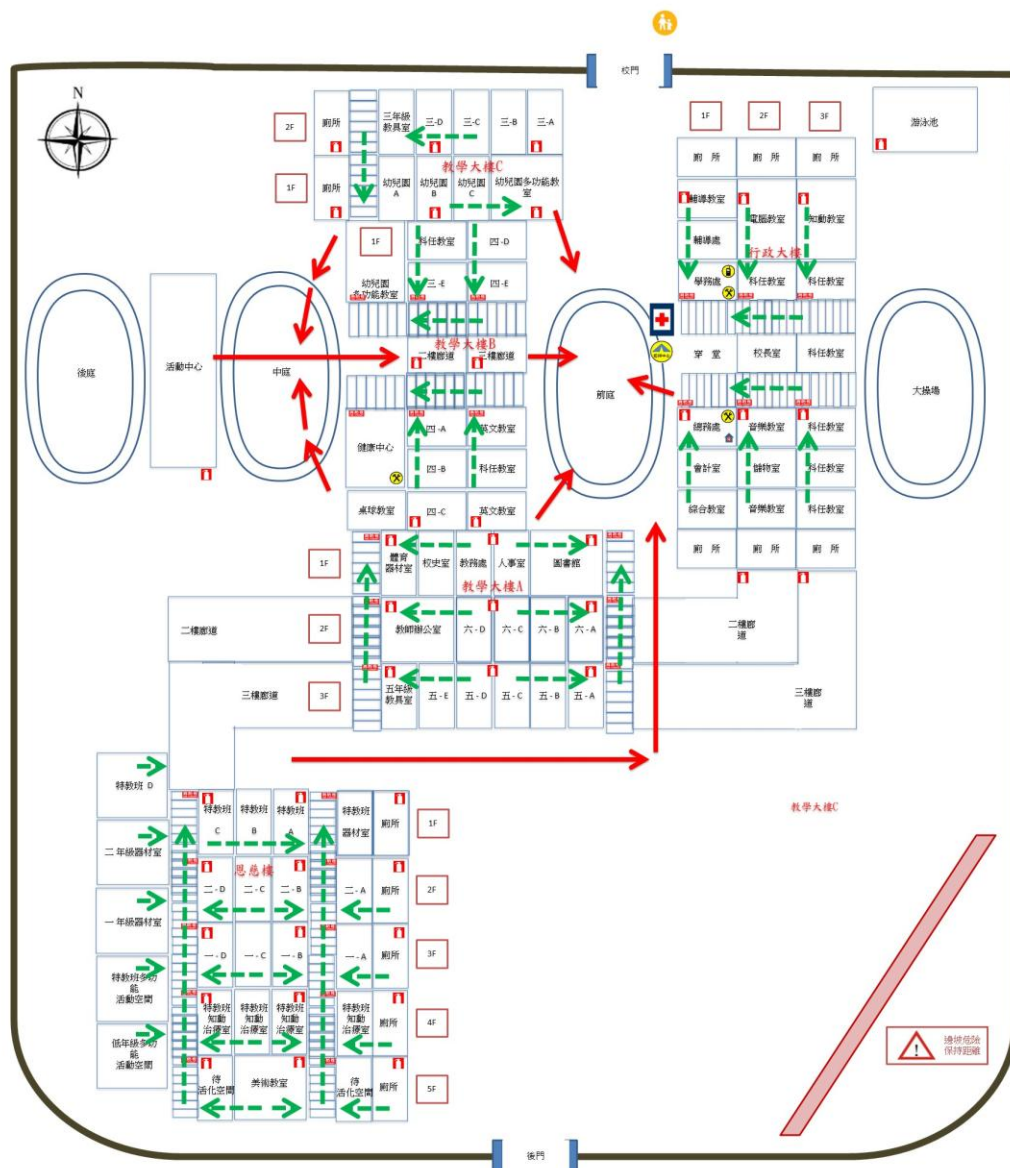 校門
N
游泳池
1F
2F
3F
2F
廁所
三年級
教具室
三-D
三-C
三-B
三-A
教學大樓C
1F
廁所
幼兒園
A
幼兒園
B
幼兒園
C
幼兒園多功能教
室
廁 所
廁 所
廁 所
輔導教室
電腦教室
知動教室
輔導處
行政大樓
學務處
科任教室
科任教室
1F
科任教室
四-D
幼兒園
多功能教室
三-E
四-E
教學大樓B
二樓廊道
三樓廊道
穿 堂
校長室
科任教室
後庭
活動中心
中庭
前庭
大操場
健康中心
四-A
英文教室
四-B
科任教室
桌球教室
四-C
英文教室
總務處
音樂教室
科任教室
會計室
儲物室
科任教室
綜合教室
音樂教室
科任教室
廁 所
廁 所
廁 所
1F
體育
器材室
校史室
教務處
人事室
圖書館
教學大樓A
二樓廊道
2F
教師辦公室
六-D
六-C
六-B
六-A
二樓廊
道
三樓廊道
3F
五年級
教具室
五-E
五-D
五-C
五-B
五-A
三樓廊
道
特教班 D
二年級器材室
一年級器材室
特教班多功
能
活動空間
低年級多功
能
活動空間
特教班
C
特教班
B
特教班
A
特教班
器材室
廁所
1F
恩慈樓
二-D
二-C
二-B
二-A
廁所
2F
一-D
一-C
一-B
一-A
廁所
3F
特教班
知動
治療室
特教班
知動
治療室
特教班
知動
治療室
特教班
知動
治療室
廁所
4F
待
活化空間
美術教室
待
活化空間
廁所
5F
教學大樓C
邊坡危險
保持距離
後門